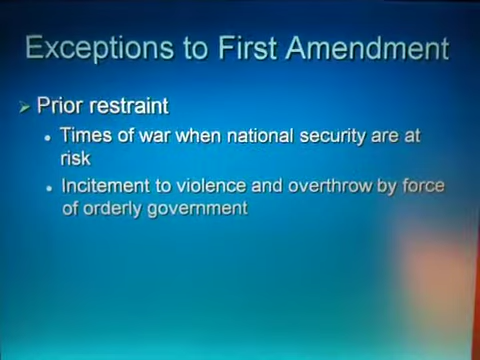 Exceptions to First Amendment
Prior restraint
Times of war when national security are at
risk
Incitement to violence and overthrow by force
of orderly government